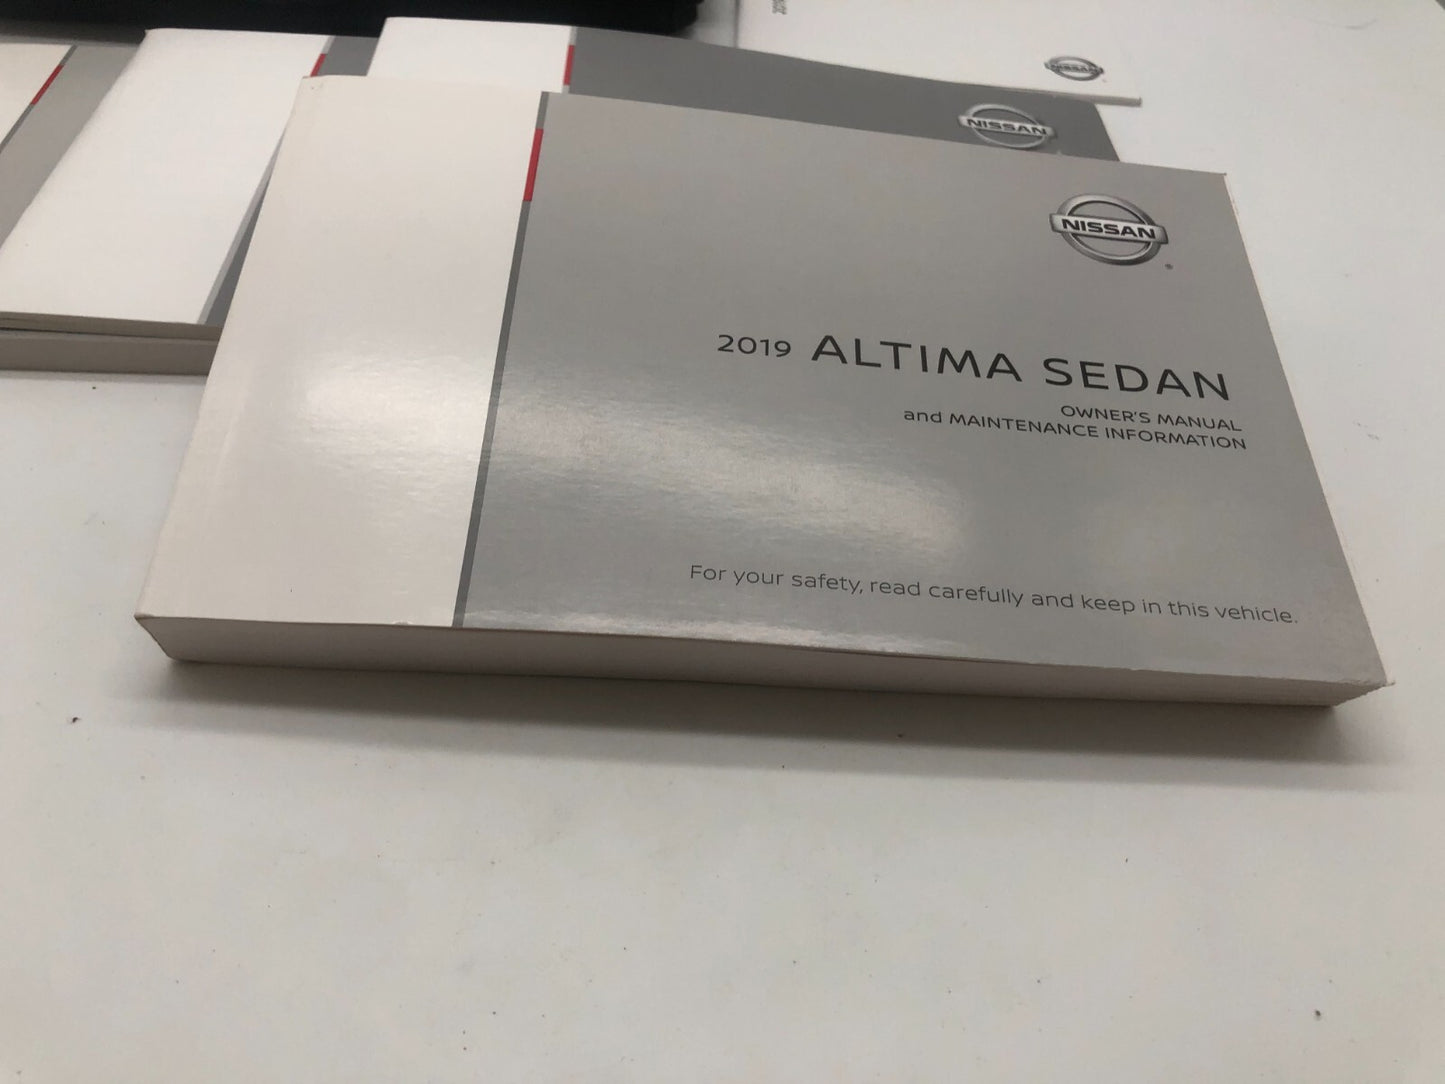 NISSAN
NISSAN
NISSAN
2019 ALTIMA SEDAN
OWNER'S MANUAL
and MAINTENANCE INFORMATION
For your safety, read carefully and keep in this vehicle.